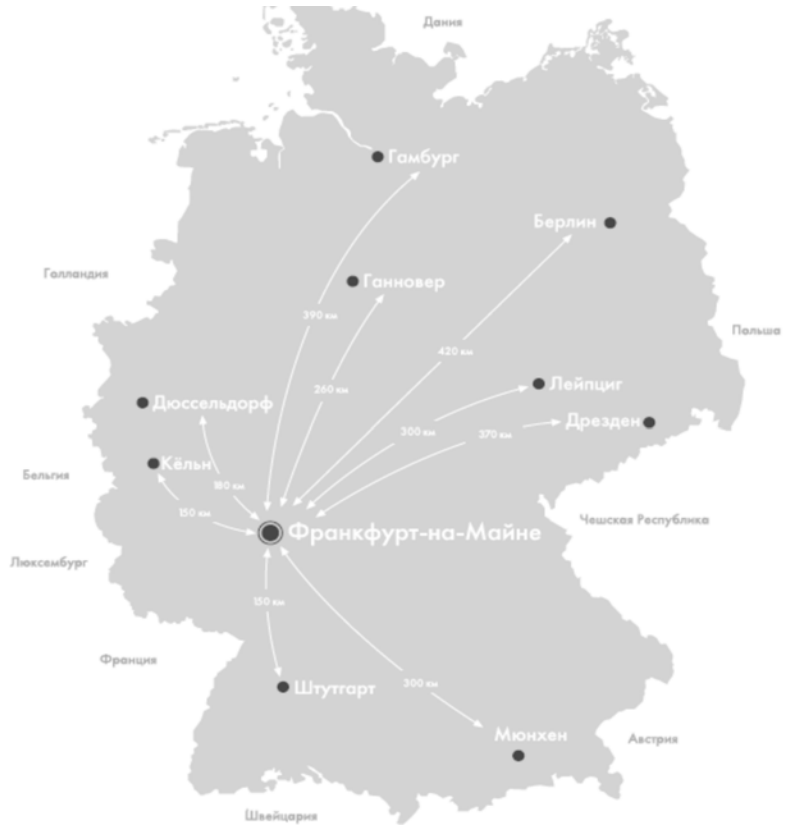 Дания
Гамбург
Берлин
Голландия
Ганновер
390 км
Польша
420 км
260 км
Лейпциг
Дюссельдорф
Дрезден
300 км
370 км
Кёльн
Бельгия
180 км
150 км
Чешская Республика
Франкфурт-на-Майне
Люксембург
150 км
Франция
300 км
Штутгарт
Мюнхен
Австрия
Швейцария